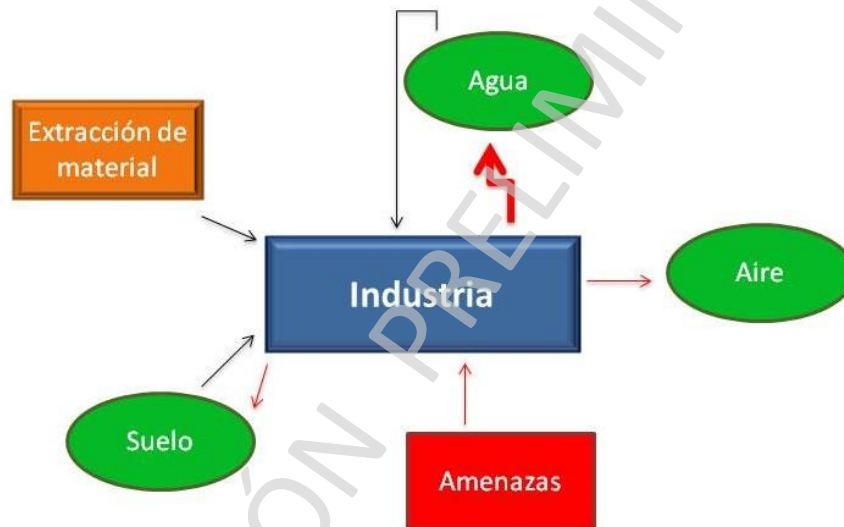 Agua
Extracción de
material
Aire
Industria
Suelo
Amenazas